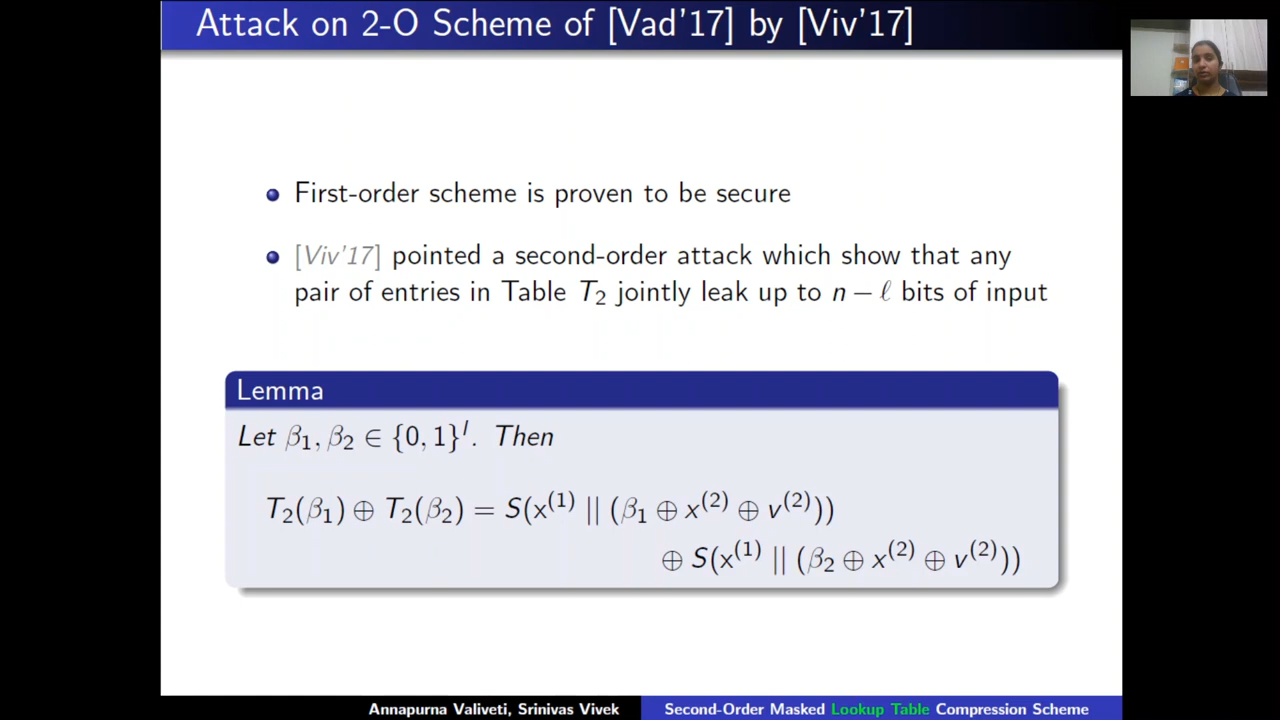 Attack on 2-O Scheme of [Vad'17] by [Viv'17]
First-order scheme is proven to be secure
[Viv'17] pointed a second-order attack which show that any
pair of entries in Table T₂ jointly leak up to n − ℓ bits of input
Lemma
Let β₁, β₂ ∈ {0, 1}ˡ. Then
T₂(β₁) ⊕ T₂(β₂) = S(x⁽¹⁾ || (β₁ ⊕ x⁽²⁾ ⊕ v⁽²⁾))
⊕ S(x⁽¹⁾ || (β₂ ⊕ x⁽²⁾ ⊕ v⁽²⁾))
Annapurna Valiveti, Srinivas Vivek Second-Order Masked Lookup Table Compression Scheme